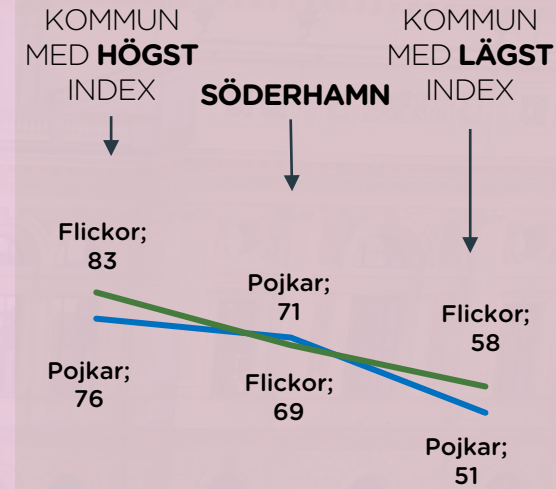 KOMMUN
MED HÖGST
INDEX
SÖDERHAMN
KOMMUN
MED LÄGST
INDEX
Flickor;
83
Pojkar;
76
Pojkar;
71
Flickor;
69
Flickor;
58
Pojkar;
51